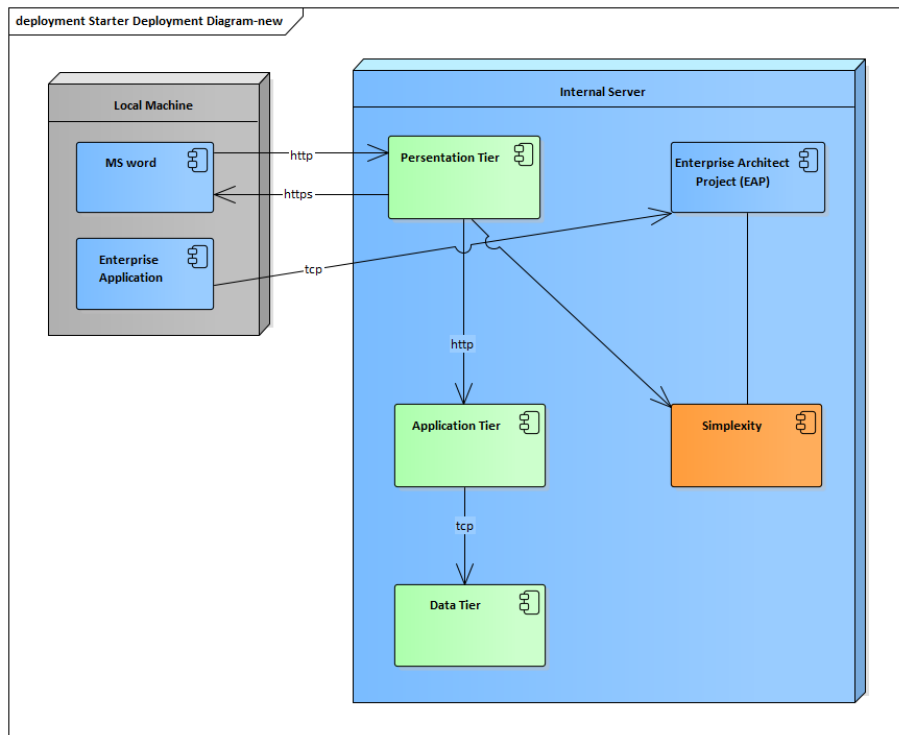 deployment Starter Deployment Diagram-new
Local Machine
Internal Server
MS word
http
Persentation Tier
Enterprise Architect
Project (EAP)
https
Enterprise
Application
tcp
http
Application Tier
Simplexity
tcp
Data Tier